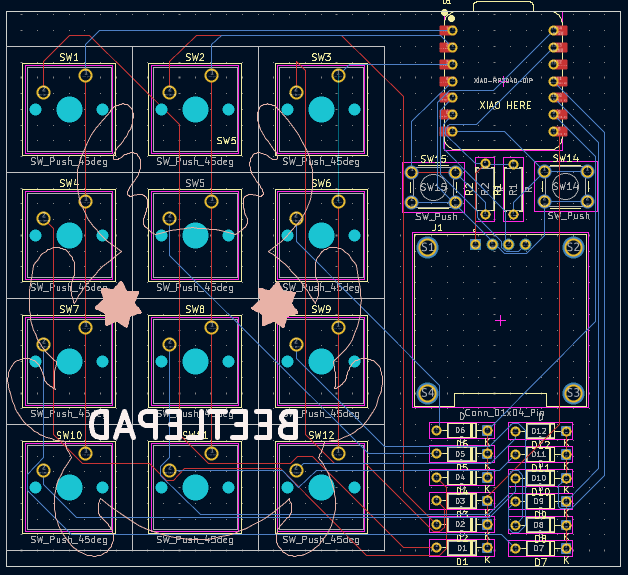 SW1 SW2 SW3
XIAO-RP2040-DIP
XIAO HERE
SW5
SW_Push_45deg SW_Push_45deg SW_Push_45deg
SW15 SW14
SW4 SW5 SW6
SW15 R2 R2 R1 R1 R SW14
SW_Push SW_Push
J1
SW_Push_45deg SW_Push_45deg SW_Push_45deg
S1 S2
SW7 SW8 SW9
S4 S3
SW_Push_45deg SW_Push_45deg SW_Push_45deg
Conn_01x04_Pin
BEETLEPAD
SW10 SW11 SW12
D6 K D12 K
D6 D12
D5 K D11 K
D5 D11
D4 K D10 K
D4 D10
D3 K D9 K
D3
D2 K D8 K
D2 D8
SW_Push_45deg SW_Push_45deg SW_Push_45deg
D1 K D7 K
D1 D7